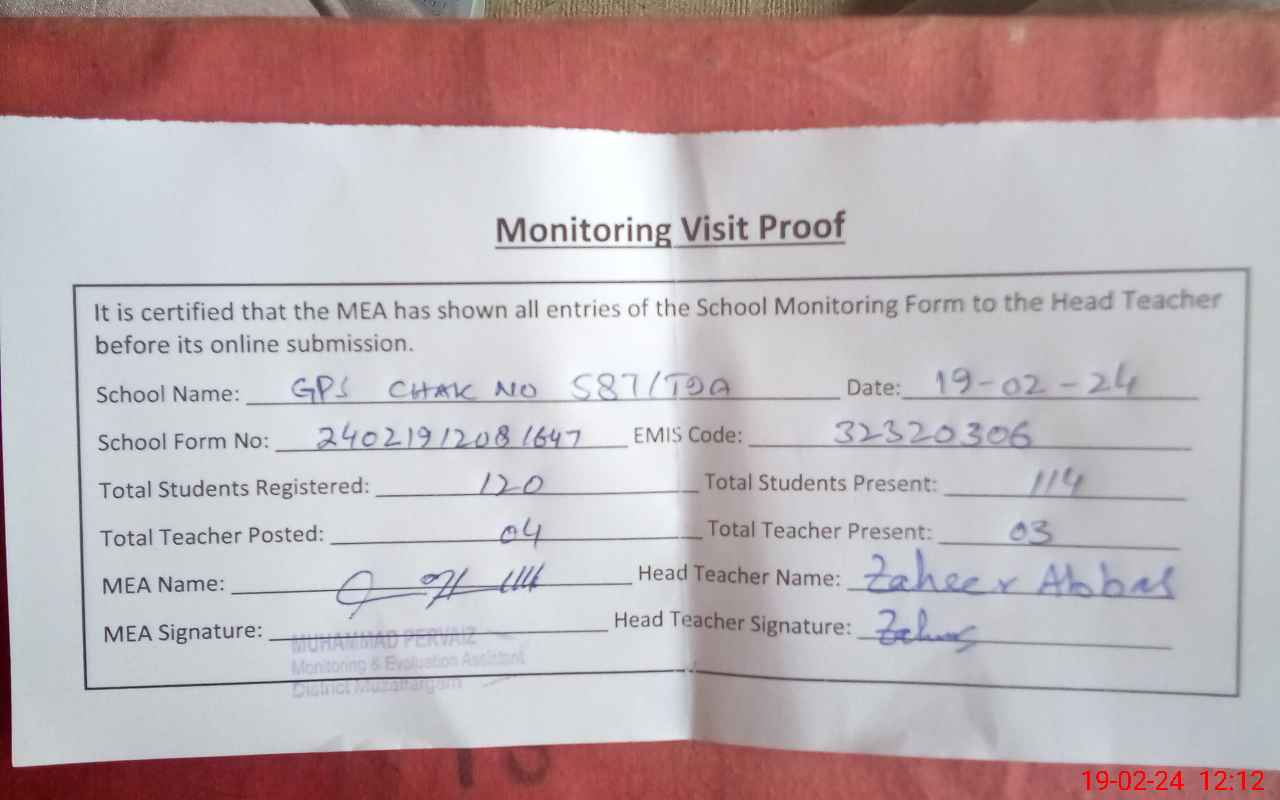 Monitoring Visit Proof
It is certified that the MEA has shown all entries of the School Monitoring Form to the Head Teacher
before its online submission.
School Name: GPS CHAK NO 587/TDA Date: 19-02-24
School Form No: 24021912081647 EMIS Code: 32320306
Total Students Registered: 120 Total Students Present: 114
Total Teacher Posted: 04 Total Teacher Present: 03
MEA Name: Head Teacher Name: Zaheer Abbas
MEA Signature: Head Teacher Signature:
MUHAMMAD PERVAIZ
Monitoring & Evaluation Assistant
District Muzaffargarh
19-02-24 12:12